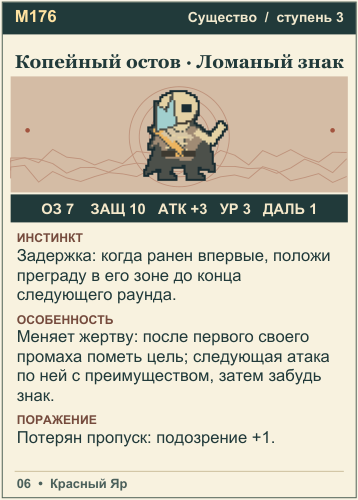 M176
Существо / ступень 3
Копейный остов · Ломаный знак
ОЗ 7 ЗАЩ 10 АТК +3 УР 3 ДАЛЬ 1
ИНСТИНКТ
Задержка: когда ранен впервые, положи
преграду в его зоне до конца
следующего раунда.
ОСОБЕННОСТЬ
Меняет жертву: после первого своего
промаха пометь цель; следующая атака
по ней с преимуществом, затем забудь
знак.
ПОРАЖЕНИЕ
Потерян пропуск: подозрение +1.
06 • Красный Яр